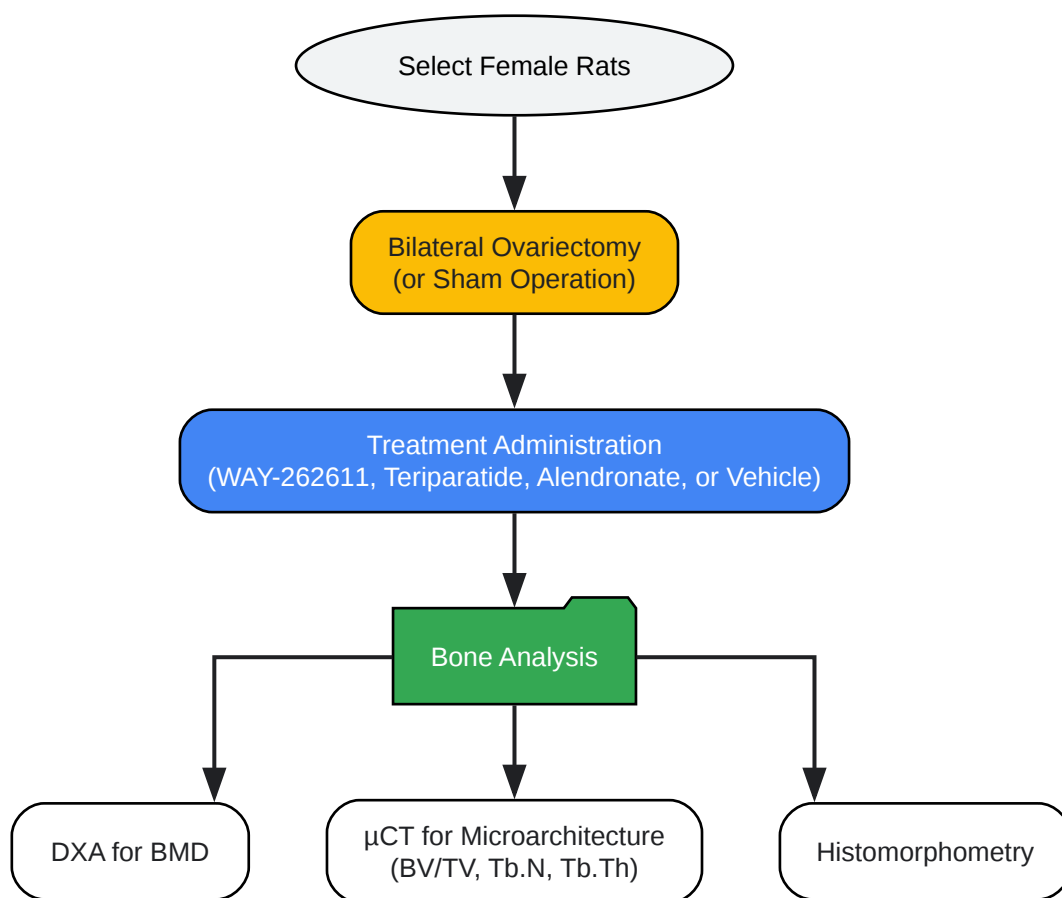 Select Female Rats
Bilateral Ovariectomy
(or Sham Operation)
Treatment Administration
(WAY-262611, Teriparatide, Alendronate, or Vehicle)
Bone Analysis
DXA for BMD
µCT for Microarchitecture
(BV/TV, Tb.N, Tb.Th)
Histomorphometry